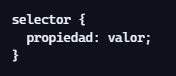 selector {
  propiedad: valor;
}